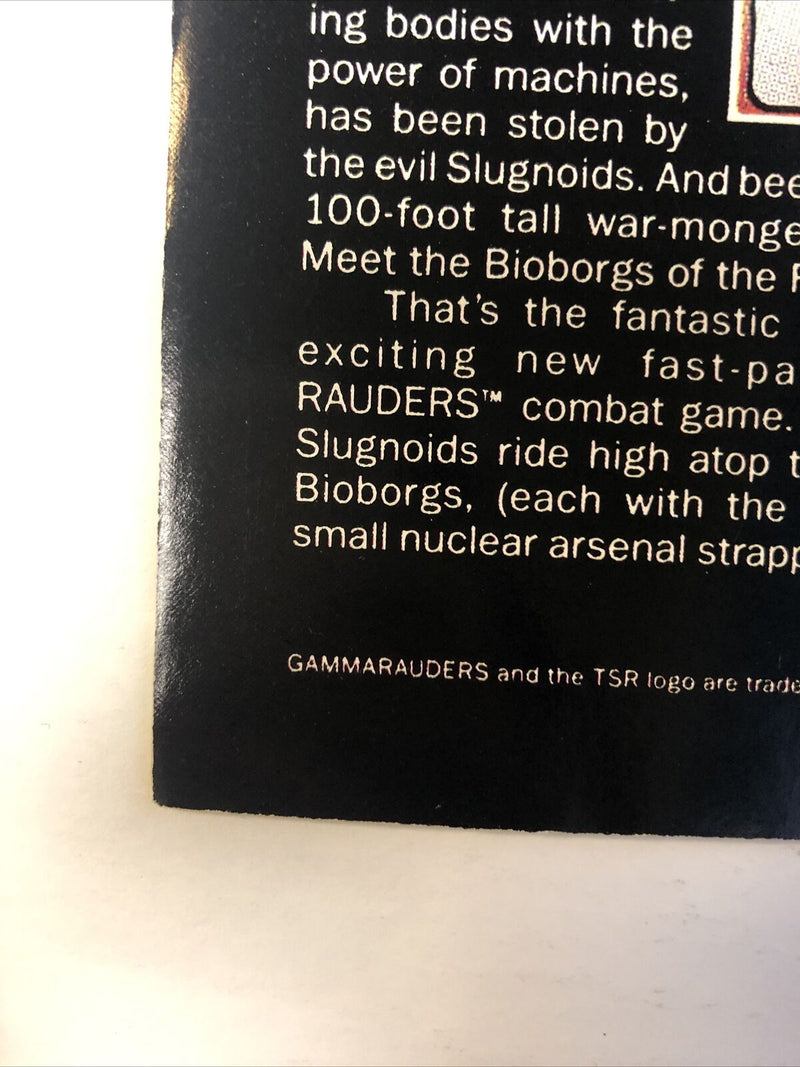 ing bodies with the
power of machines,
has been stolen by
the evil Slugnoids. And bee
100-foot tall war-monge
Meet the Bioborgs of the
That's the fantastic
exciting new fast-pa
RAUDERS™ combat game.
Slugnoids ride high atop t
Bioborgs, (each with the
small nuclear arsenal strapp
GAMMARAUDERS and the TSR logo are trade